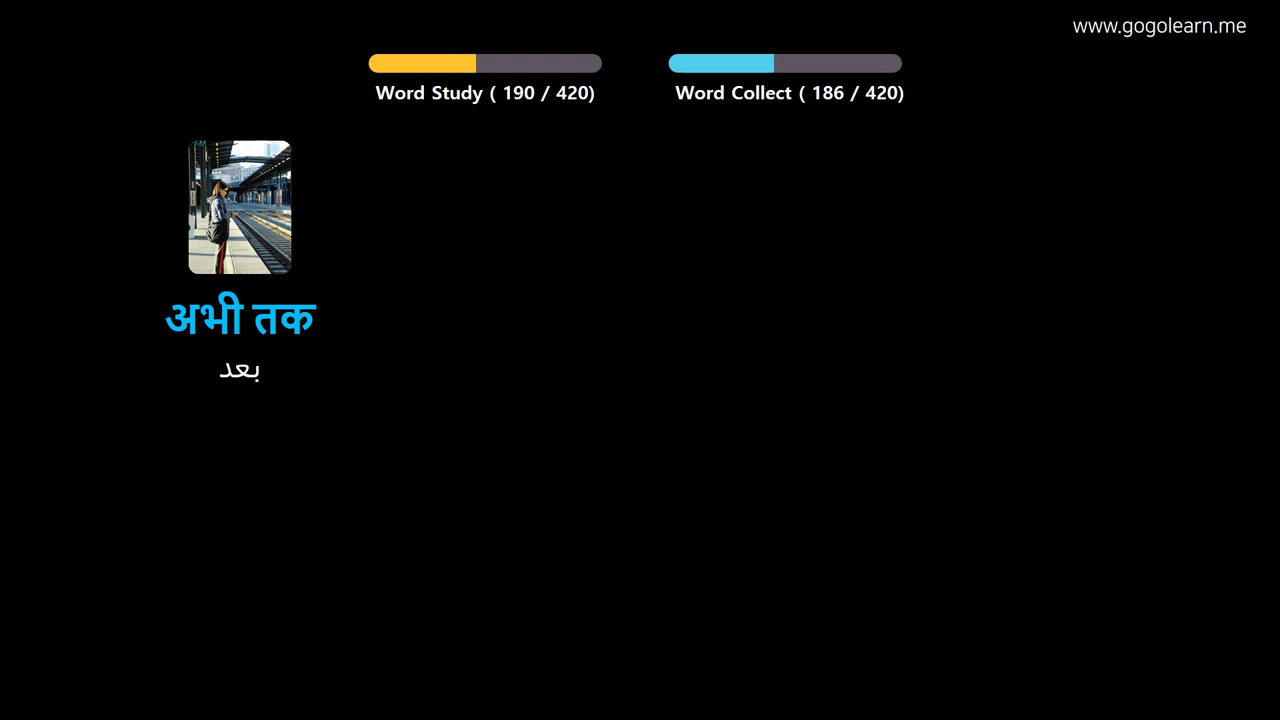 www.gogolearn.me
Word Study ( 190 / 420)
Word Collect ( 186 / 420)
अभी तक
بعد